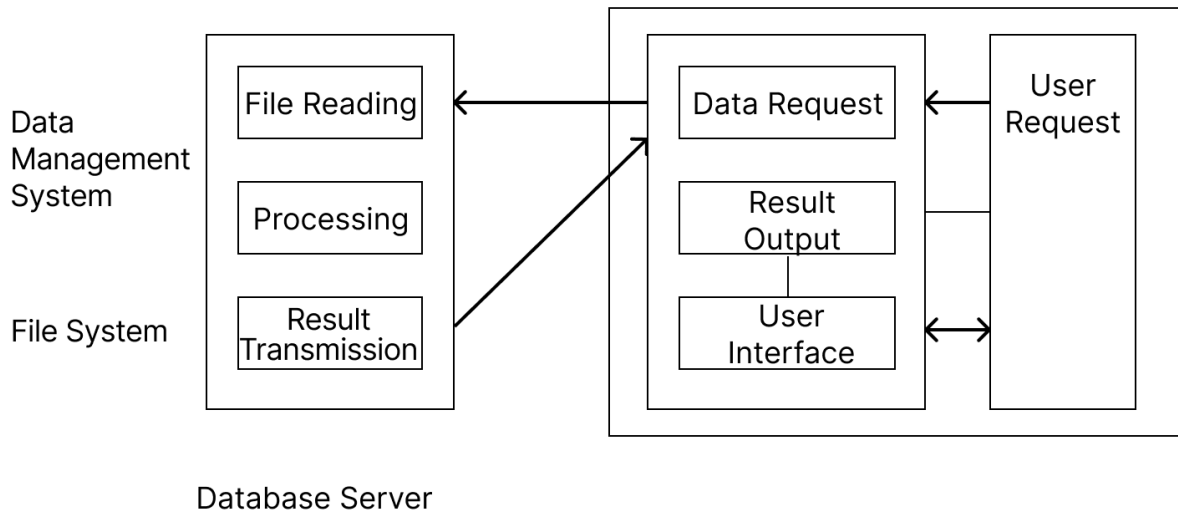 Data
Management
System
File System
File Reading
Processing
Result
Transmission
Database Server
Data Request
Result
Output
User
Interface
User
Request